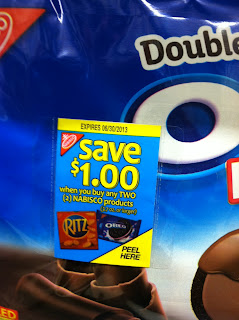 Double
O
EXPIRES 06/30/2013
save
$1.00
when you buy any TWO
(2) NABISCO products
RITZ
OREO
PEEL
HERE